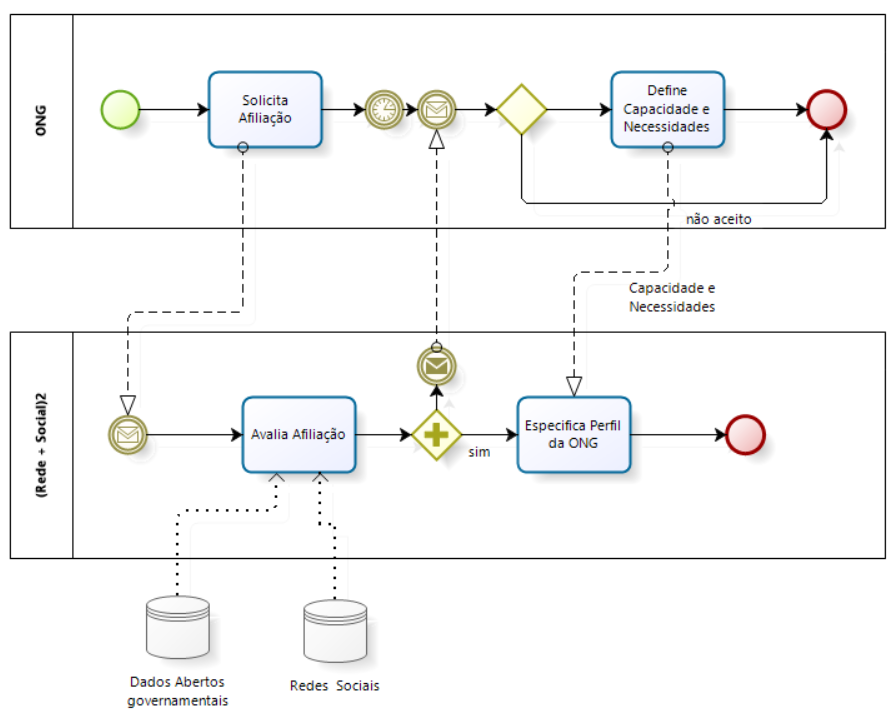 ONG
Solicita
Afiliação
Define
Capacidade e
Necessidades
não aceito
Capacidade e
Necessidades
(Rede + Social)2
Avalia Afiliação
sim
Especifica Perfil
da ONG
Dados Abertos
governamentais
Redes Sociais